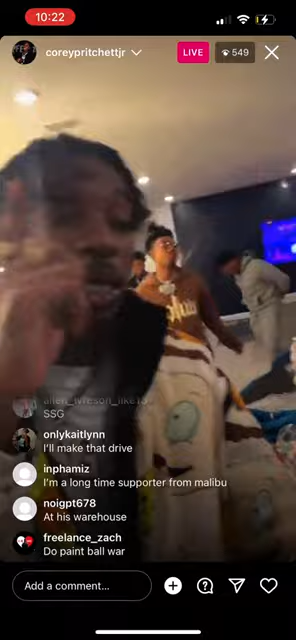 10:22
coreypritchettjr
LIVE
549
SSG
onlykaitlynn
I'll make that drive
inphamiz
I'm a long time supporter from malibu
noigpt678
At his warehouse
freelance_zach
Do paint ball war
Add a comment...